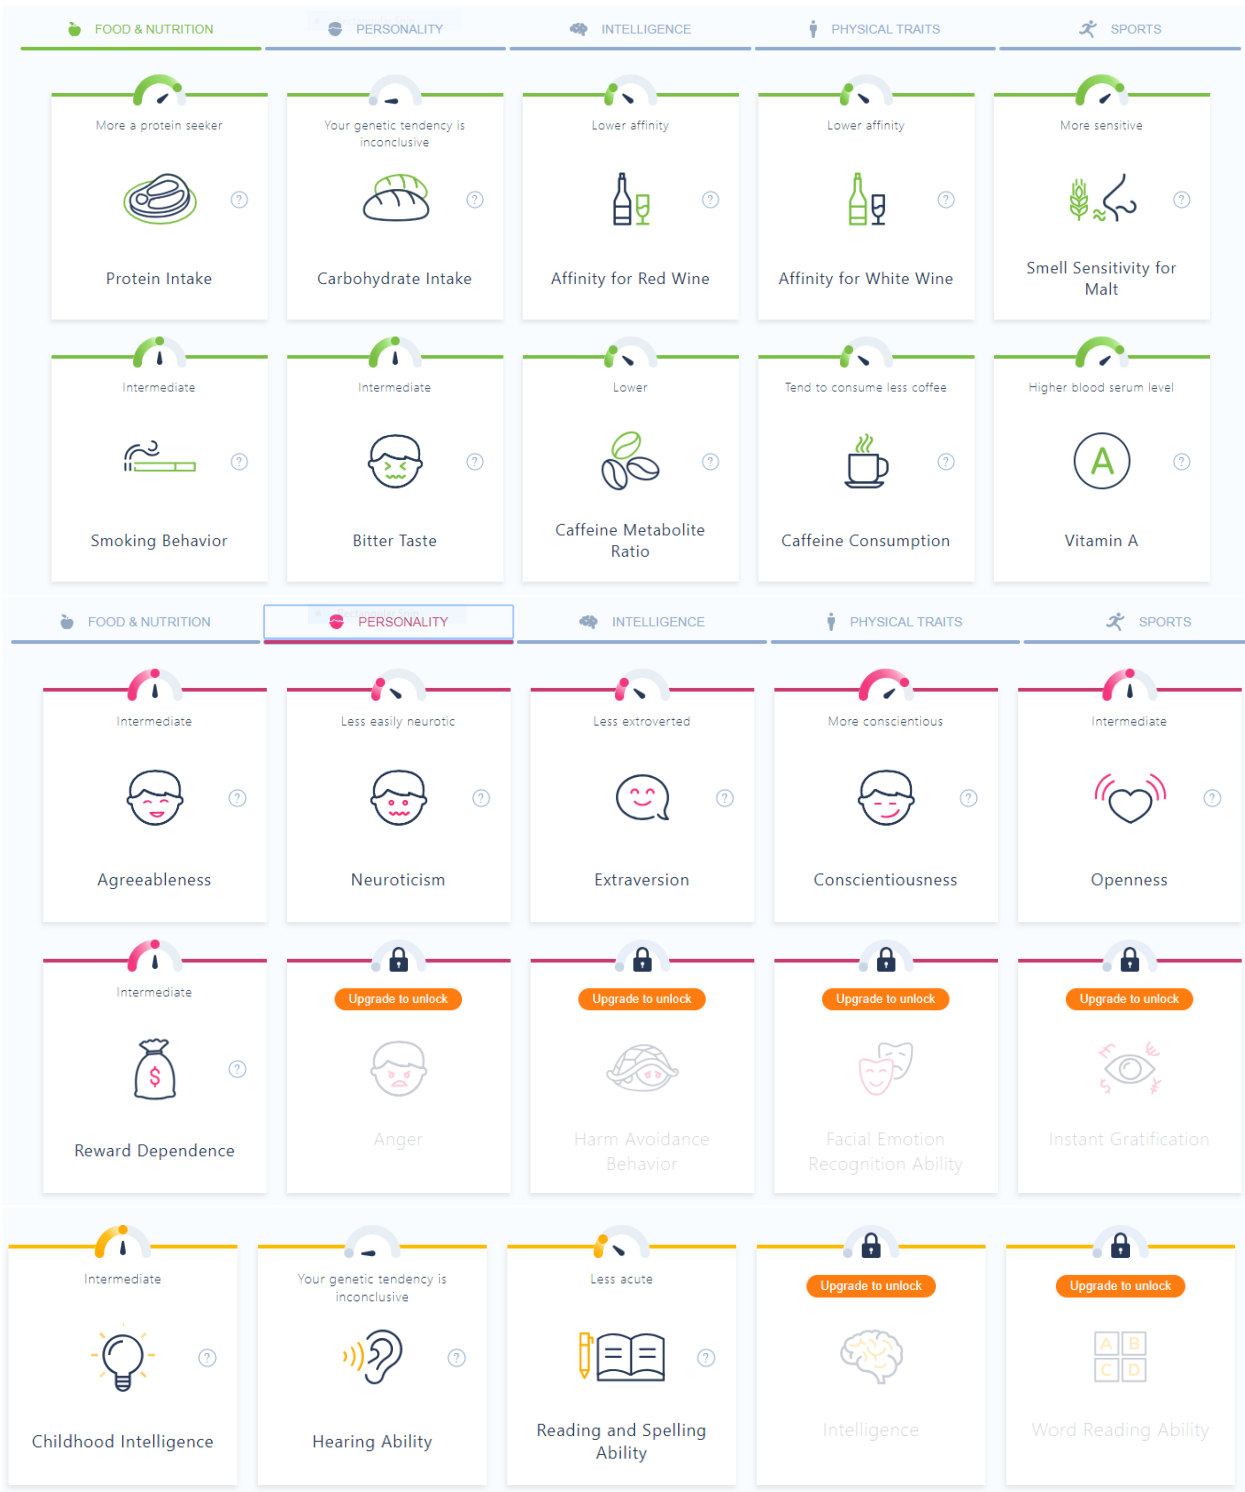 FOOD & NUTRITION PERSONALITY INTELLIGENCE PHYSICAL TRAITS SPORTS
More a protein seeker
Protein Intake
Your genetic tendency is
inconclusive
Carbohydrate Intake
Lower affinity
Affinity for Red Wine
Lower affinity
Affinity for White Wine
More sensitive
Smell Sensitivity for
Malt
Intermediate
Smoking Behavior
Intermediate
Bitter Taste
Lower
Caffeine Metabolite
Ratio
Tend to consume less coffee
Caffeine Consumption
Higher blood serum level
A
Vitamin A
FOOD & NUTRITION PERSONALITY INTELLIGENCE PHYSICAL TRAITS SPORTS
Intermediate
Agreeableness
Less easily neurotic
Neuroticism
Less extroverted
Extraversion
More conscientious
Conscientiousness
Intermediate
Openness
Intermediate
$
Reward Dependence
Upgrade to unlock
Anger
Upgrade to unlock
Harm Avoidance
Behavior
Upgrade to unlock
Facial Emotion
Recognition Ability
Upgrade to unlock
Instant Gratification
Intermediate
Childhood Intelligence
Your genetic tendency is
inconclusive
Hearing Ability
Less acute
Reading and Spelling
Ability
Upgrade to unlock
Intelligence
Upgrade to unlock
A B
C D
Word Reading Ability